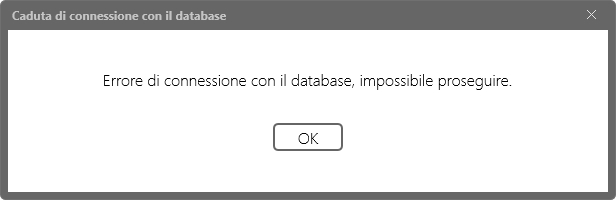 Caduta di connessione con il database
Errore di connessione con il database, impossibile proseguire.
OK